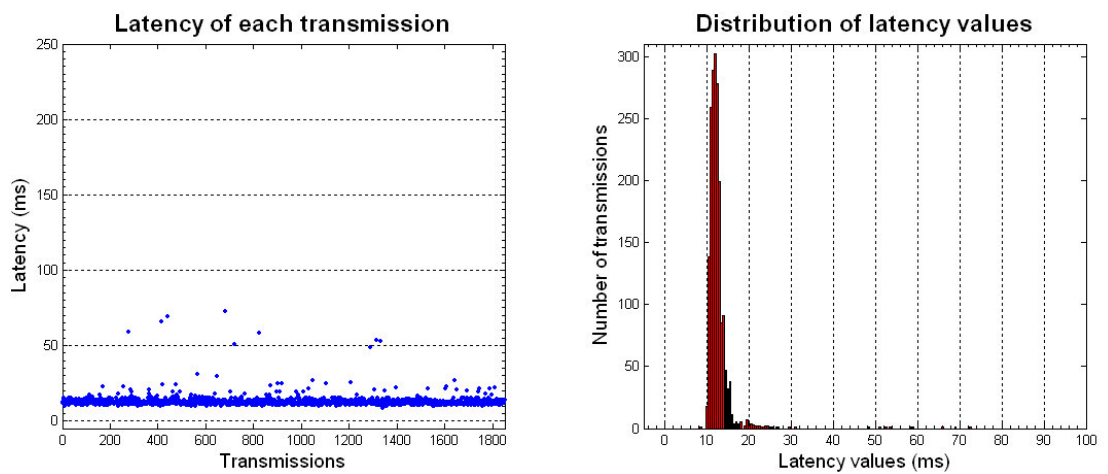 Latency of each transmission
250
200
150
100
50
0
Latency (ms)
0 200 400 600 800 1000 1200 1400 1600 1800
Transmissions
Distribution of latency values
300
250
200
150
100
50
0
Number of transmissions
0 10 20 30 40 50 60 70 80 90 100
Latency values (ms)